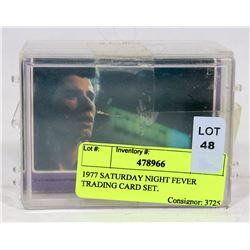 LOT
48
Lot #: Inventory #:
478966
1977 SATURDAY NIGHT FEVER
TRADING CARD SET.
Consignor: 3725